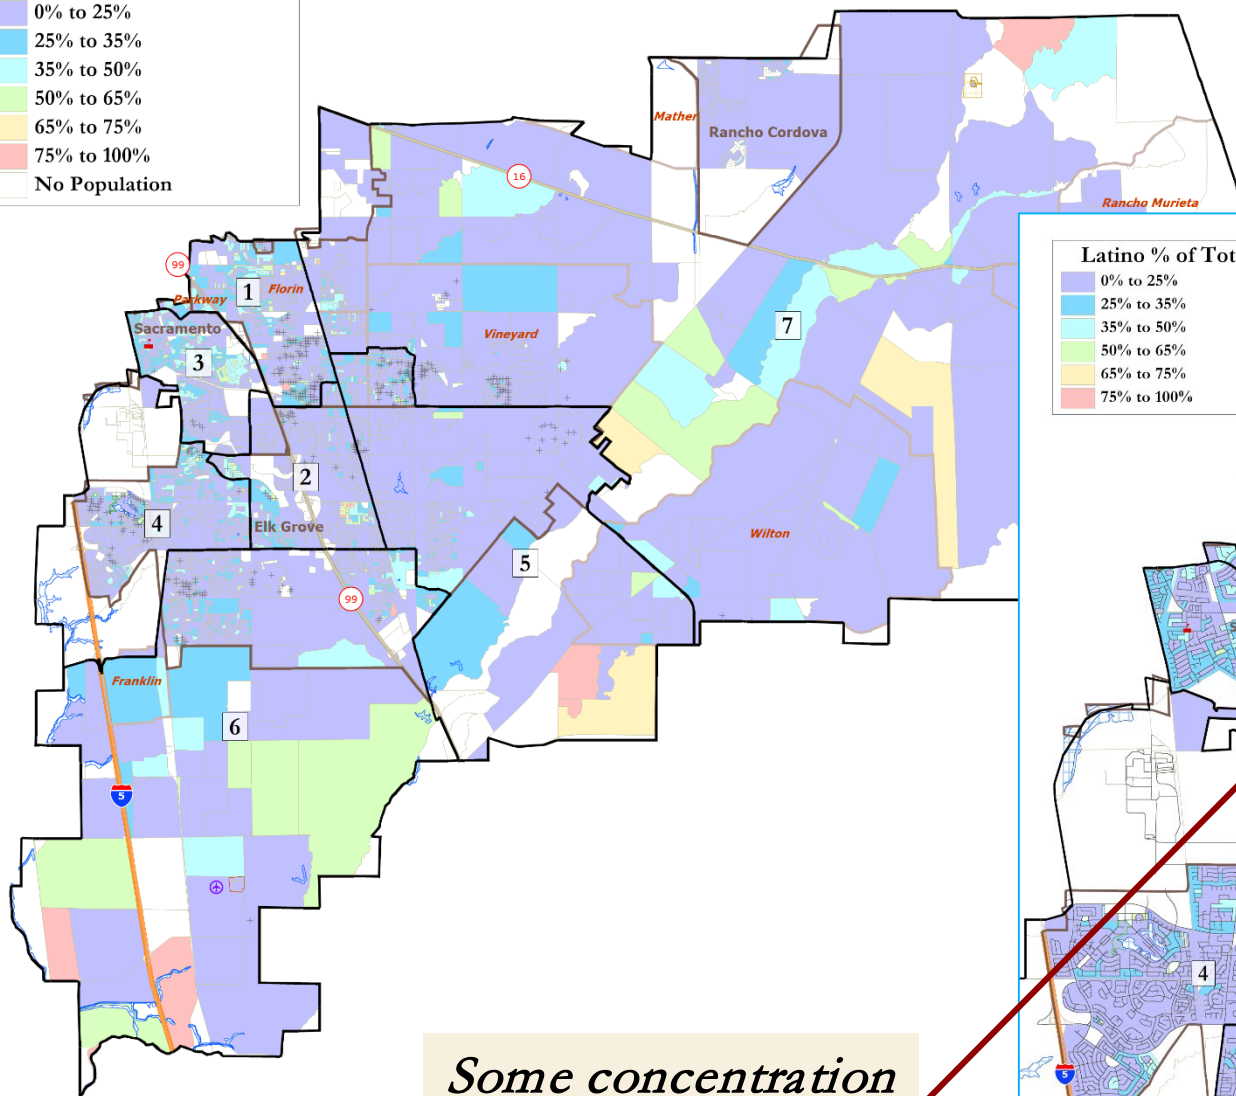 0% to 25%
25% to 35%
35% to 50%
50% to 65%
65% to 75%
75% to 100%
No Population
Mather
Rancho Cordova
16
Rancho Murieta
99
1
Florin
Parkway
Sacramento
3
Vineyard
7
Latino % of Tot
0% to 25%
25% to 35%
35% to 50%
50% to 65%
65% to 75%
75% to 100%
2
4
Elk Grove
Wilton
5
99
Franklin
6
5
4
5
Some concentration